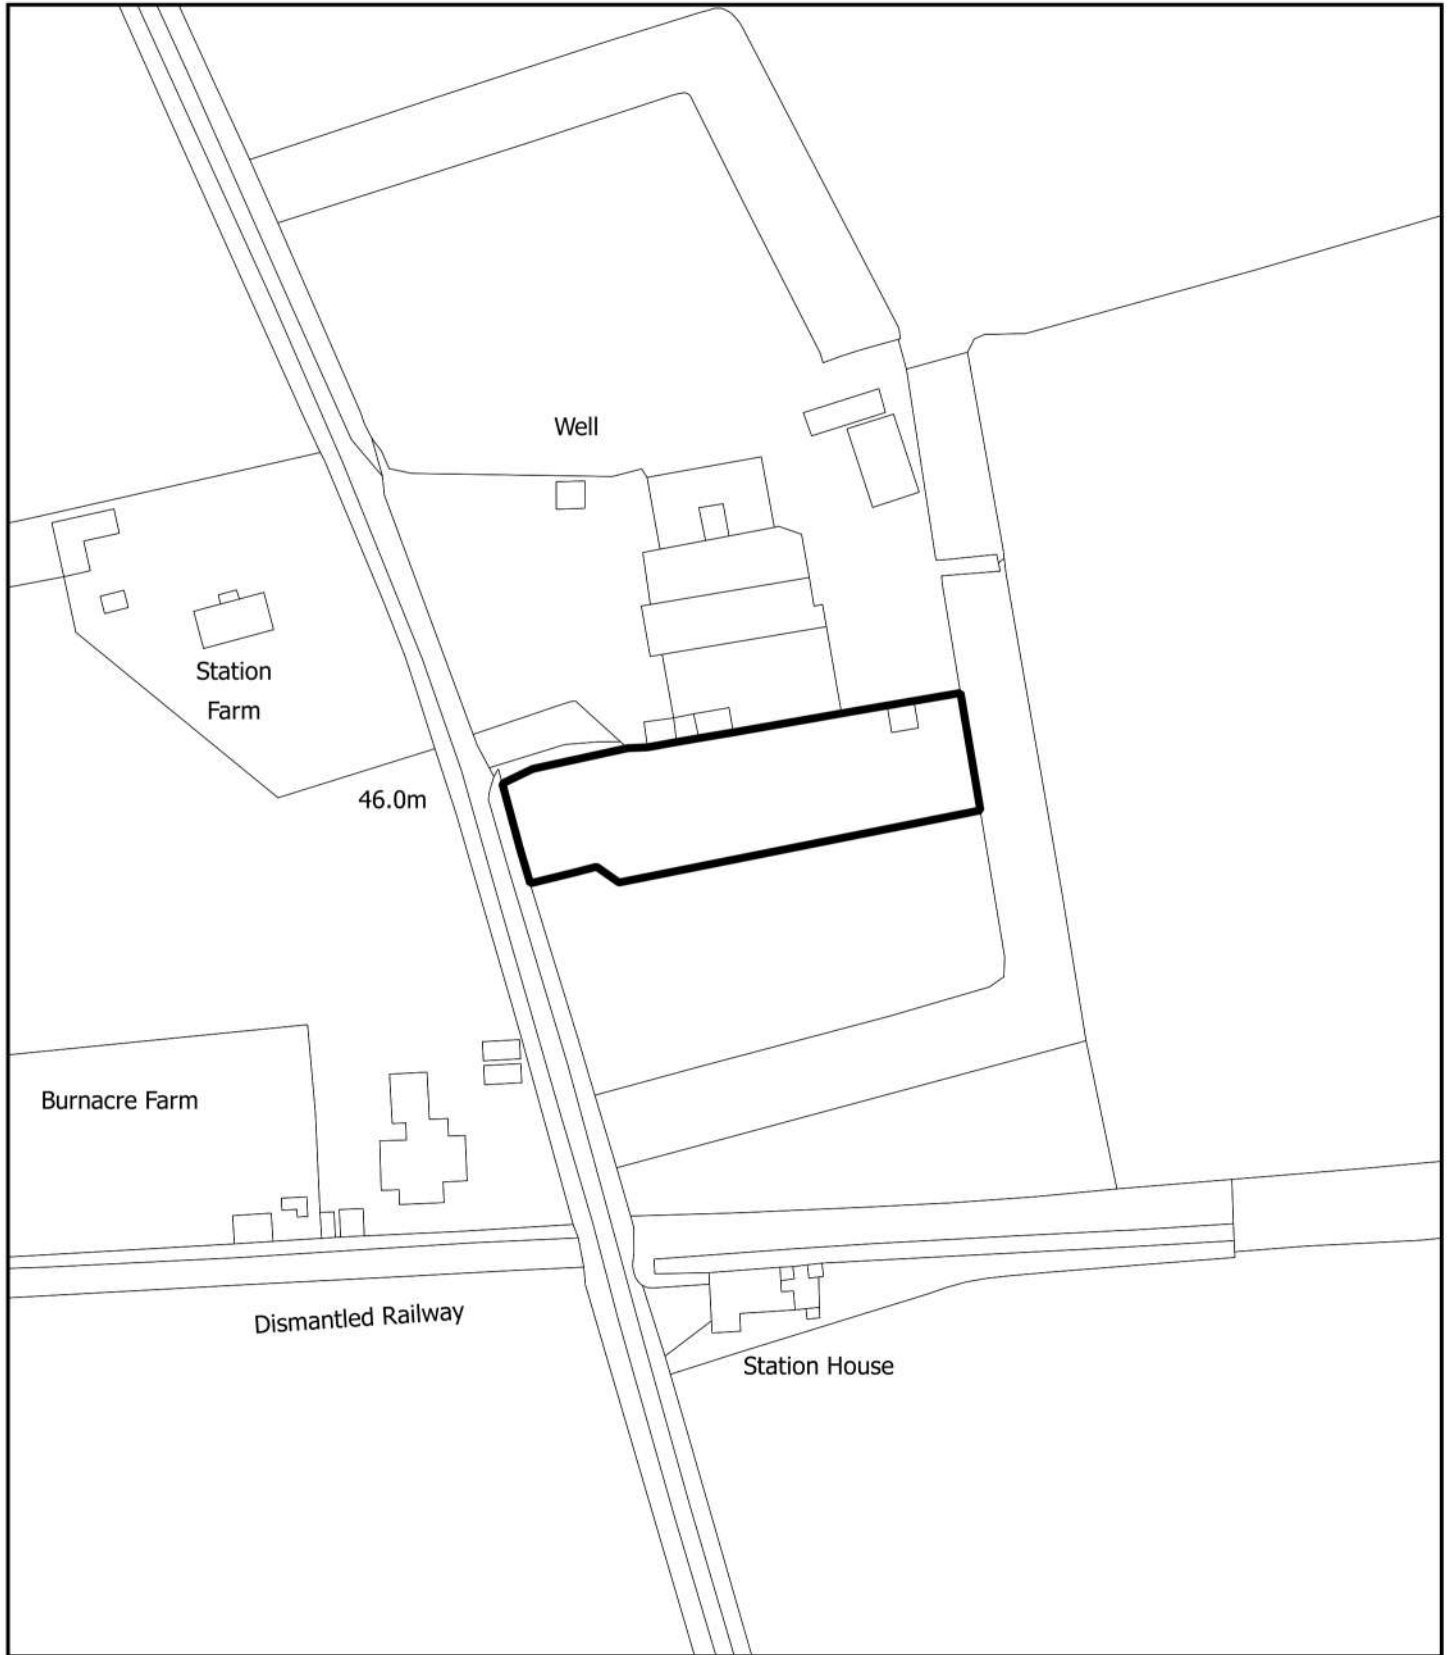 Well
Station
Farm
46.0m
Burnacre Farm
Dismantled Railway
Station House